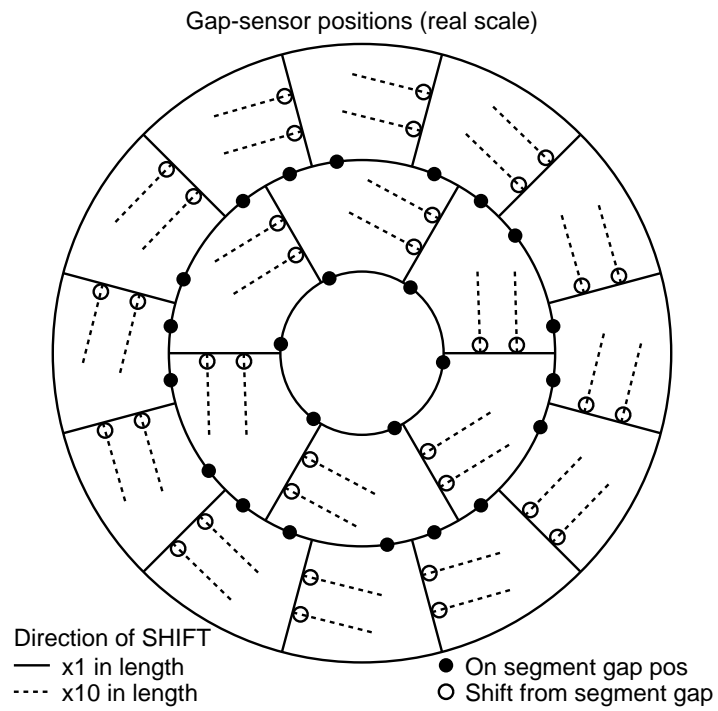 Gap-sensor positions (real scale)
Direction of SHIFT
x1 in length
x10 in length
On segment gap pos
Shift from segment gap